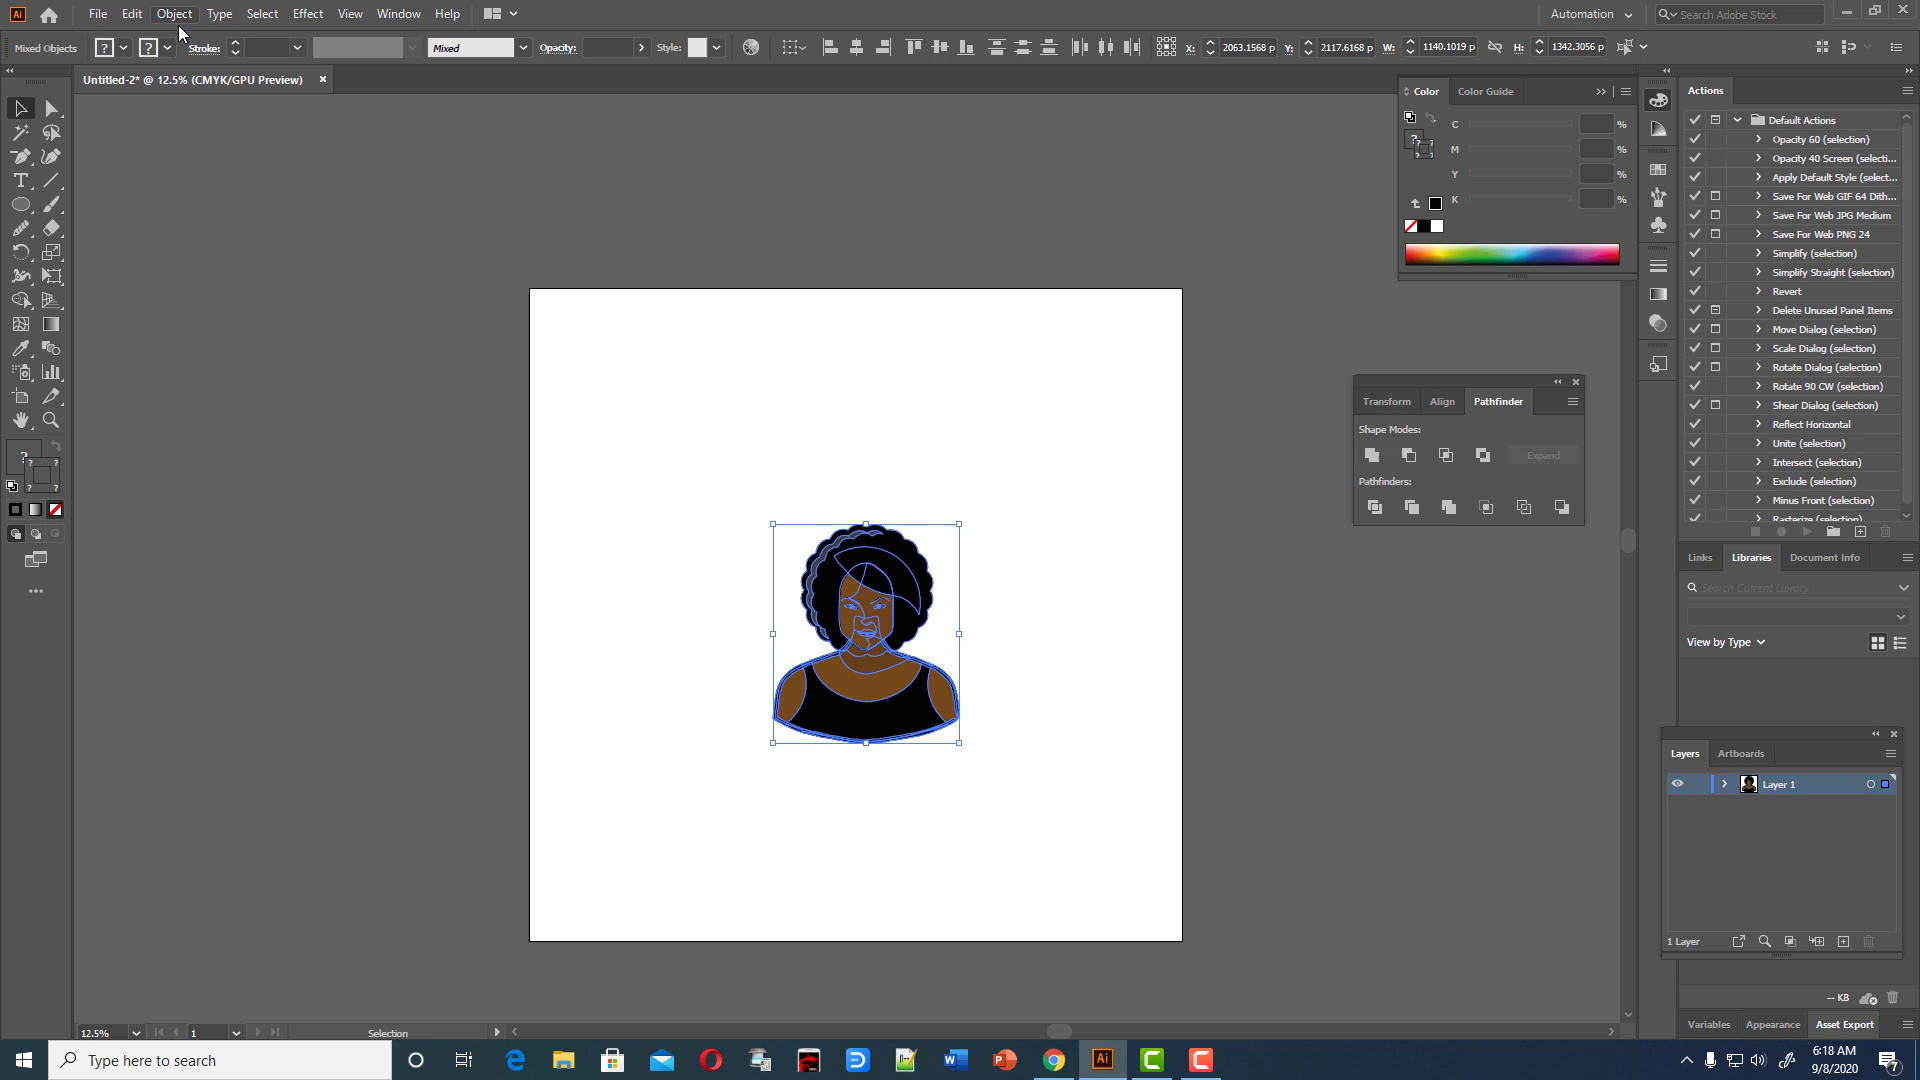 Ai File Edit Object Type Select Effect View Window Help Automation Search Adobe Stock
Mixed Objects ? ? Stroke: Mixed Opacity: Style: X: 2063.1568 p Y: 2117.6168 p W: 1140.1019 p H: 1342.3056 p
Untitled-2* @ 12.5% (CMYK/GPU Preview)
Color Color Guide
C %
M %
Y %
K %
Actions
Default Actions
Opacity 60 (selection)
Opacity 40 Screen (selecti...
Apply Default Style (select...
Save For Web GIF 64 Dith...
Save For Web JPG Medium
Save For Web PNG 24
Simplify (selection)
Simplify Straight (selection)
Revert
Delete Unused Panel Items
Move Dialog (selection)
Scale Dialog (selection)
Rotate Dialog (selection)
Rotate 90 CW (selection)
Shear Dialog (selection)
Reflect Horizontal
Unite (selection)
Intersect (selection)
Exclude (selection)
Minus Front (selection)
Rasterize (selection)
Transform Align Pathfinder
Shape Modes:
Expand
Pathfinders:
Links Libraries Document Info
Search Current Library
View by Type
Layers Artboards
Layer 1
1 Layer
-- KB
Variables Appearance Asset Export
12.5% 1 Selection
Type here to search
6:18 AM
9/8/2020
7